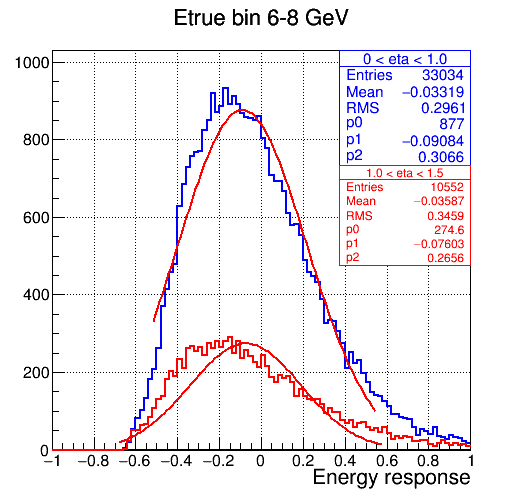 Etrue bin 6-8 GeV
0 < eta < 1.0
Entries 33034
Mean −0.03319
RMS 0.2961
p0 877
p1 −0.09084
p2 0.3066
1.0 < eta < 1.5
Entries 10552
Mean −0.03587
RMS 0.3459
p0 274.6
p1 −0.07603
p2 0.2656
1000
800
600
400
200
0
−1 −0.8 −0.6 −0.4 −0.2 0 0.2 0.4 0.6 0.8 1
Energy response